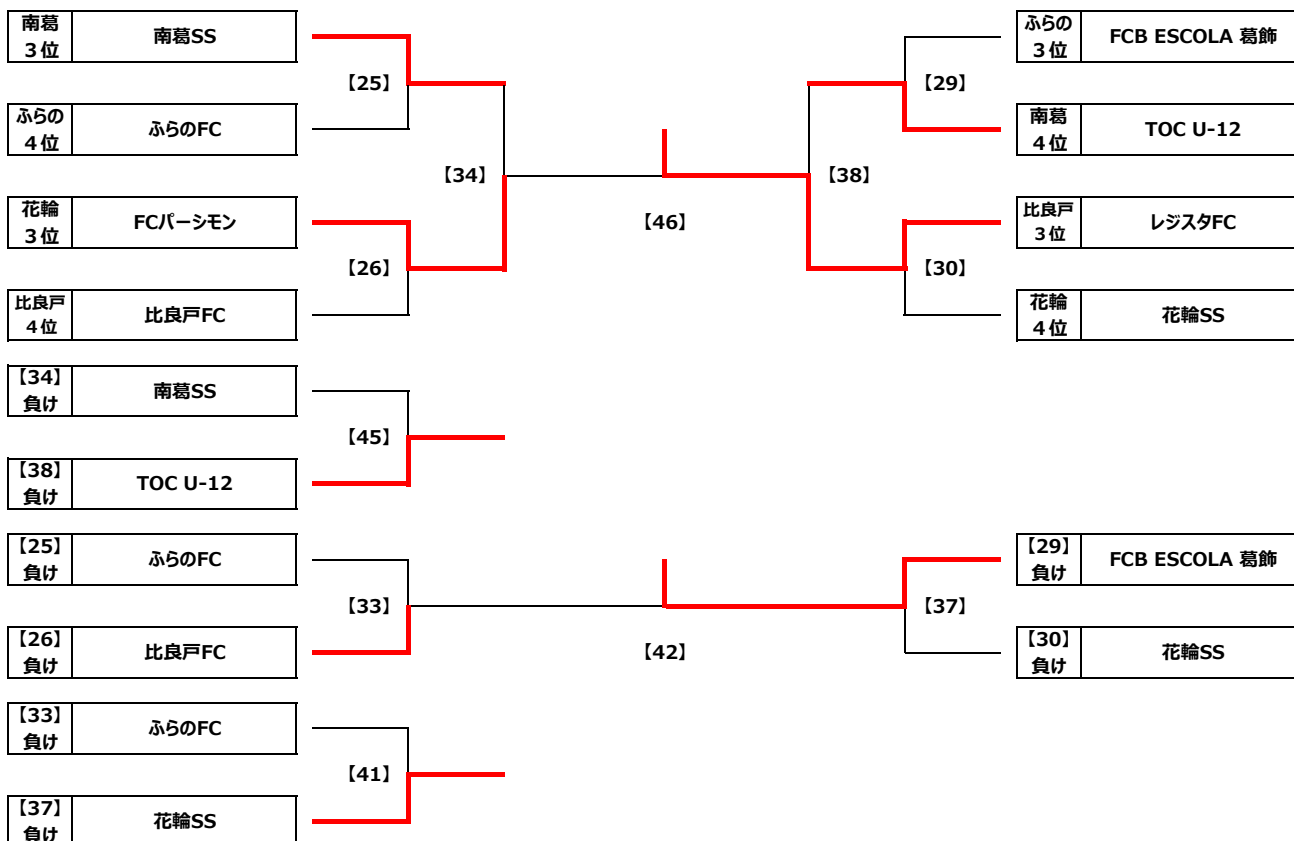 南葛
３位
南葛SS
ふらの
３位
FCB ESCOLA 葛飾
【25】
【29】
ふらの
４位
ふらのFC
南葛
４位
TOC U-12
【34】
【38】
花輪
３位
FCパーシモン
【46】
比良戸
３位
レジスタFC
【26】
【30】
比良戸
４位
比良戸FC
花輪
４位
花輪SS
【34】
負け
南葛SS
【45】
【38】
負け
TOC U-12
【25】
負け
ふらのFC
【29】
負け
FCB ESCOLA 葛飾
【33】
【37】
【26】
負け
比良戸FC
【42】
【30】
負け
花輪SS
【33】
負け
ふらのFC
【41】
【37】
負け
花輪SS